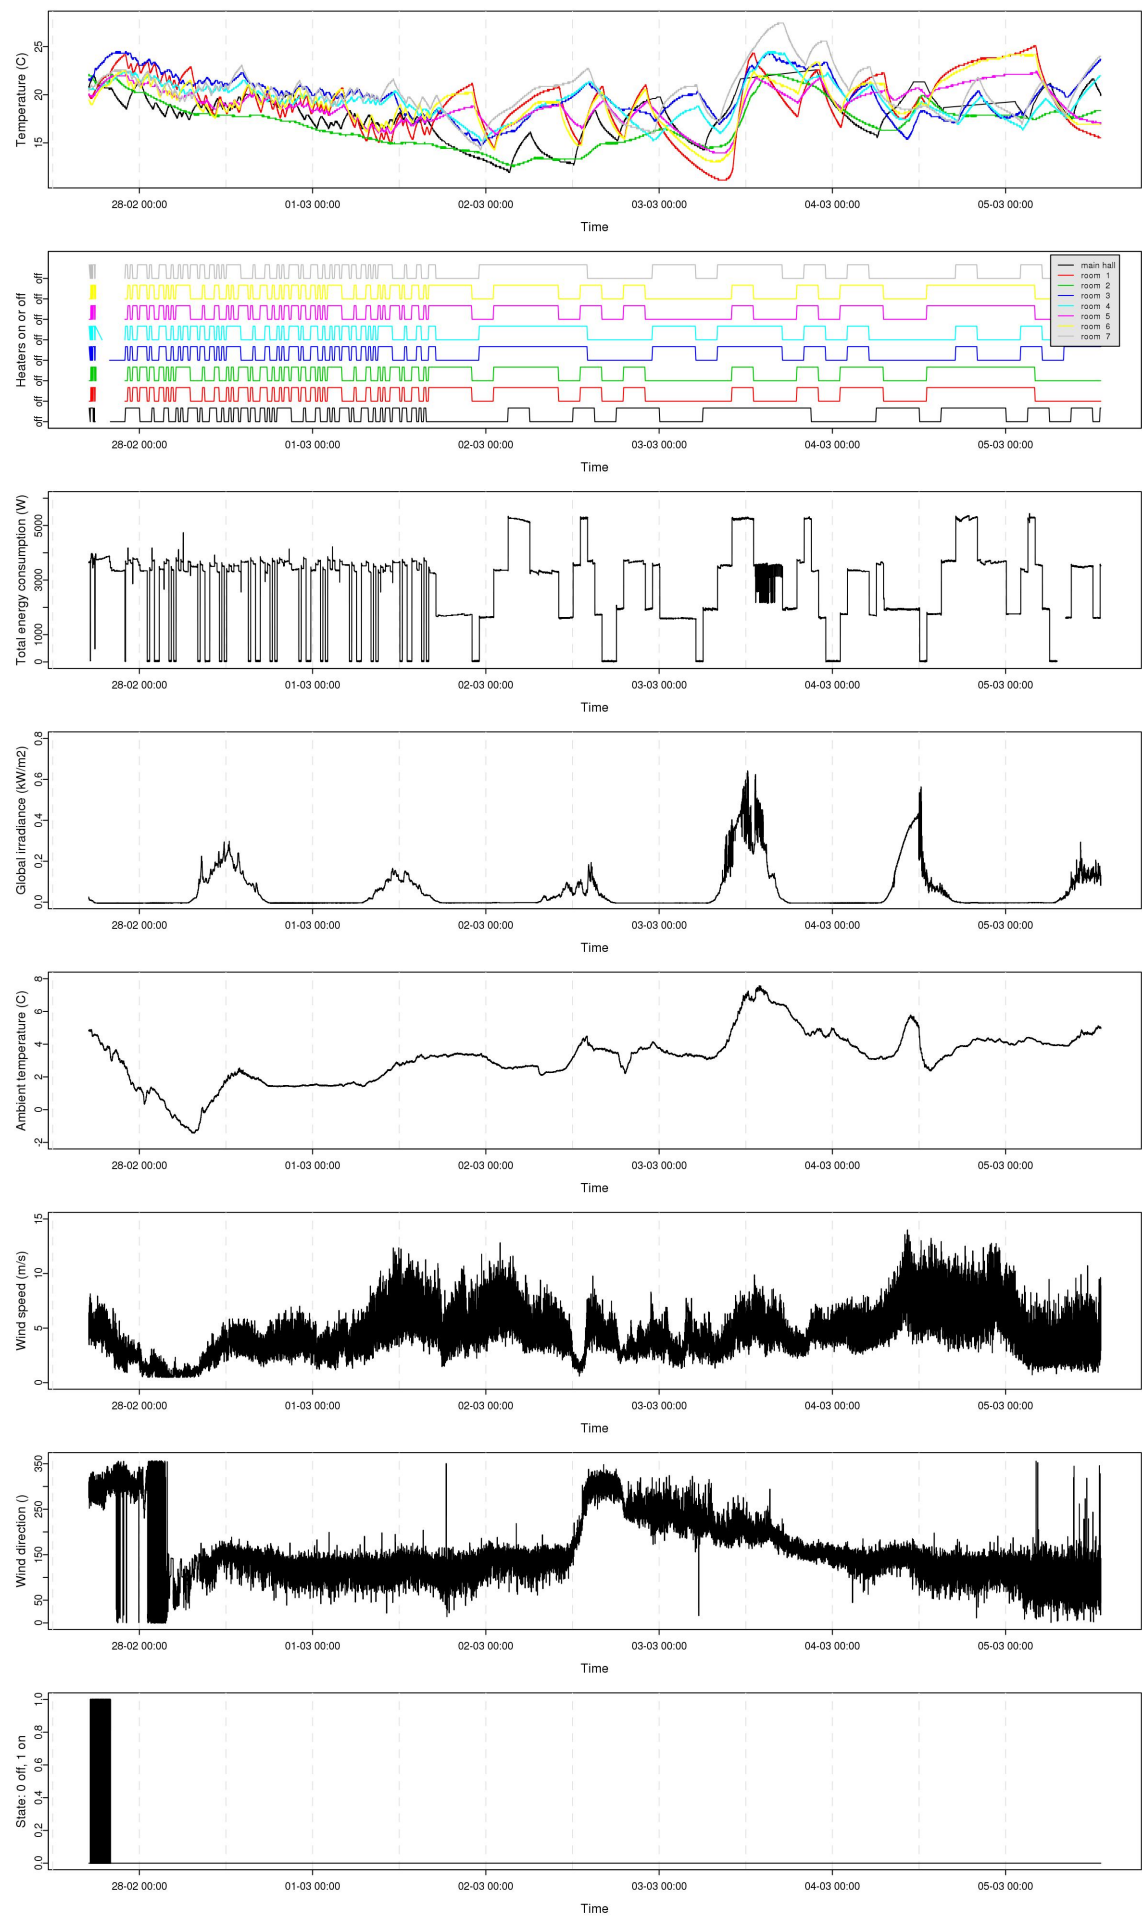 Temperature (C)
25
20
15
28-02 00:00 01-03 00:00 02-03 00:00 03-03 00:00 04-03 00:00 05-03 00:00
Time
Heaters on or off
off
off
off
off
off
off
off
off
main hall
room 1
room 2
room 3
room 4
room 5
room 6
room 7
28-02 00:00 01-03 00:00 02-03 00:00 03-03 00:00 04-03 00:00 05-03 00:00
Time
Total energy consumption (W)
5000
3000
1000
0
28-02 00:00 01-03 00:00 02-03 00:00 03-03 00:00 04-03 00:00 05-03 00:00
Time
Global irradiance (kW/m2)
0.8
0.6
0.4
0.2
0.0
28-02 00:00 01-03 00:00 02-03 00:00 03-03 00:00 04-03 00:00 05-03 00:00
Time
Ambient temperature (C)
8
6
4
2
0
-2
28-02 00:00 01-03 00:00 02-03 00:00 03-03 00:00 04-03 00:00 05-03 00:00
Time
Wind speed (m/s)
15
10
5
0
28-02 00:00 01-03 00:00 02-03 00:00 03-03 00:00 04-03 00:00 05-03 00:00
Time
Wind direction ()
350
250
150
50
0
28-02 00:00 01-03 00:00 02-03 00:00 03-03 00:00 04-03 00:00 05-03 00:00
Time
State: 0 off, 1 on
1.0
0.8
0.6
0.4
0.2
0.0
28-02 00:00 01-03 00:00 02-03 00:00 03-03 00:00 04-03 00:00 05-03 00:00
Time